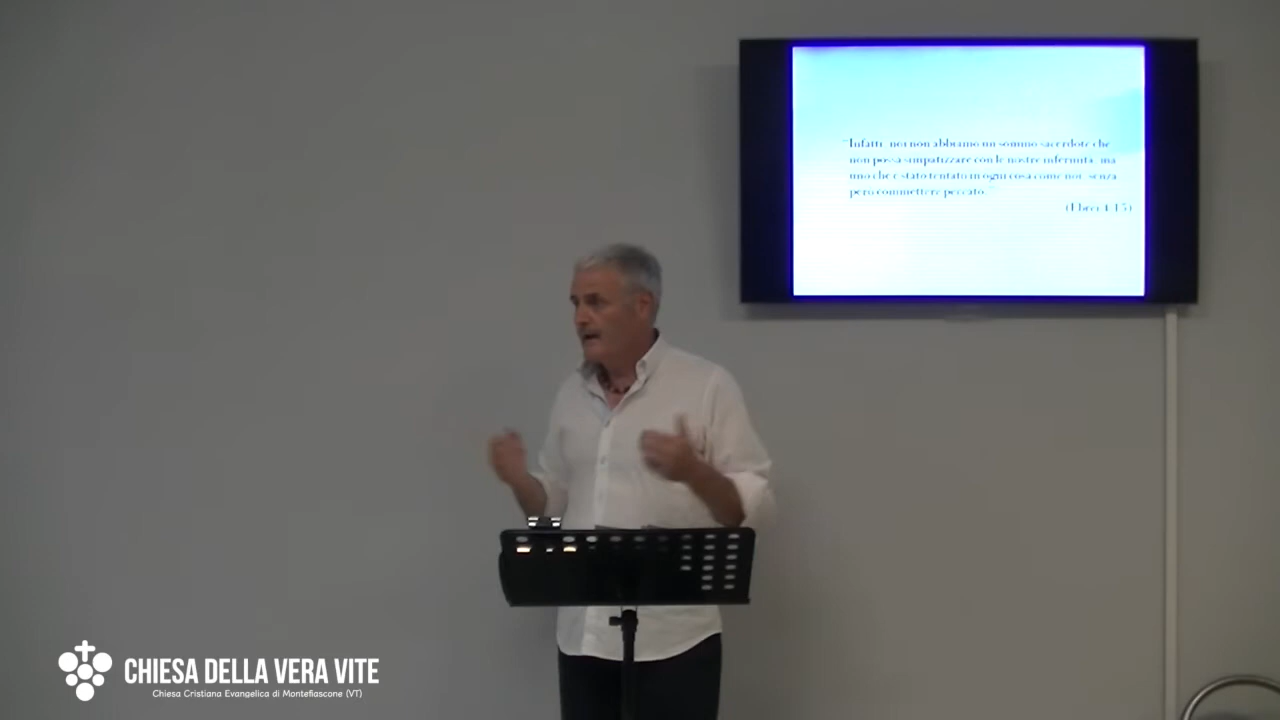 "Infatti, noi non abbiamo un sommo sacerdote che
non possa simpatizzare con le nostre infermità, ma
uno che è stato tentato in ogni cosa come noi, senza
però commettere peccato."
(Ebrei 4:15)
CHIESA DELLA VERA VITE
Chiesa Cristiana Evangelica di Montefiascone (VT)